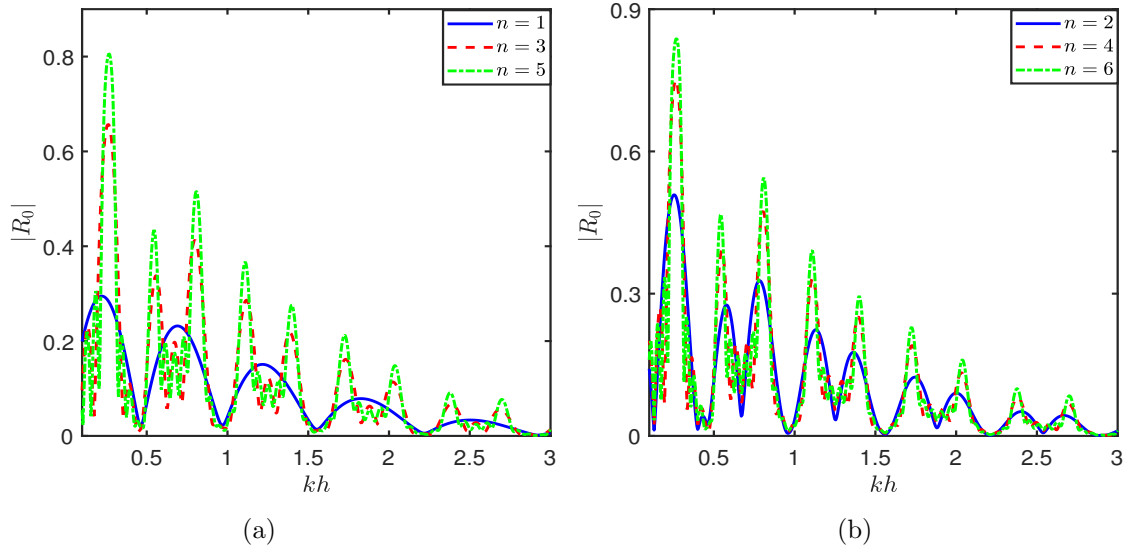 0.8
0.6
0.4
0.2
0
|R₀|
n = 1
n = 3
n = 5
0.5 1 1.5 2 2.5 3
kh
(a)
0.9
0.6
0.3
0
|R₀|
n = 2
n = 4
n = 6
0.5 1 1.5 2 2.5 3
kh
(b)